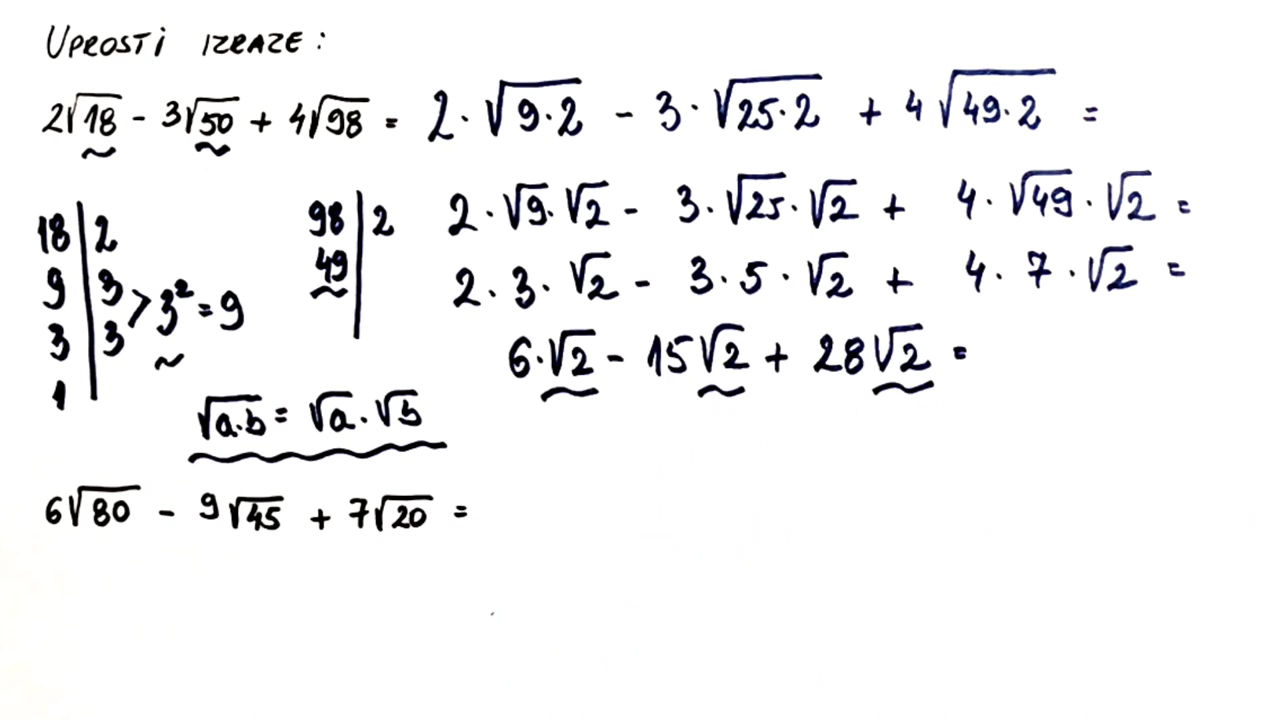 UPROSTI IZRAZE:
2√18 - 3√50 + 4√98 = 2·√9·2 - 3·√25·2 + 4√49·2 =
2·√9·√2 - 3·√25·√2 + 4·√49·√2 =
2·3·√2 - 3·5·√2 + 4·7·√2 =
6·√2 - 15√2 + 28√2 =
18 | 2
9 | 3
3 | 3 > 3² = 9
1
98 | 2
49
√a·b = √a·√b
6√80 - 9√45 + 7√20 =